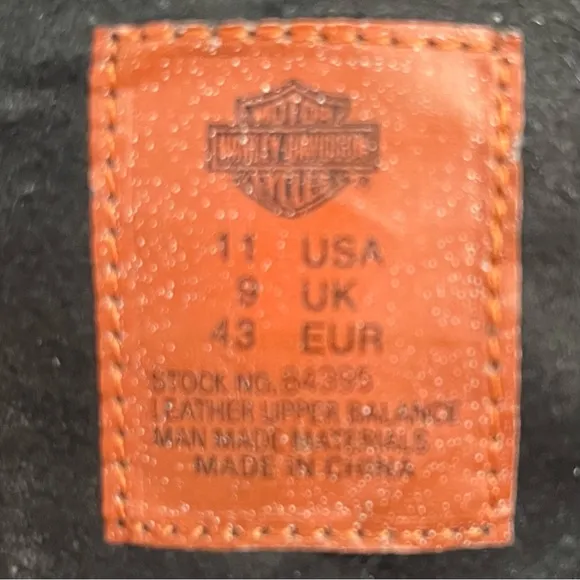 MOTOR
HARLEY-DAVIDSON
CYCLES
®
11 USA
9 UK
43 EUR
STOCK NO.
LEATHER UPPER BALANCE
MAN MADE MATERIALS
MADE IN CHINA